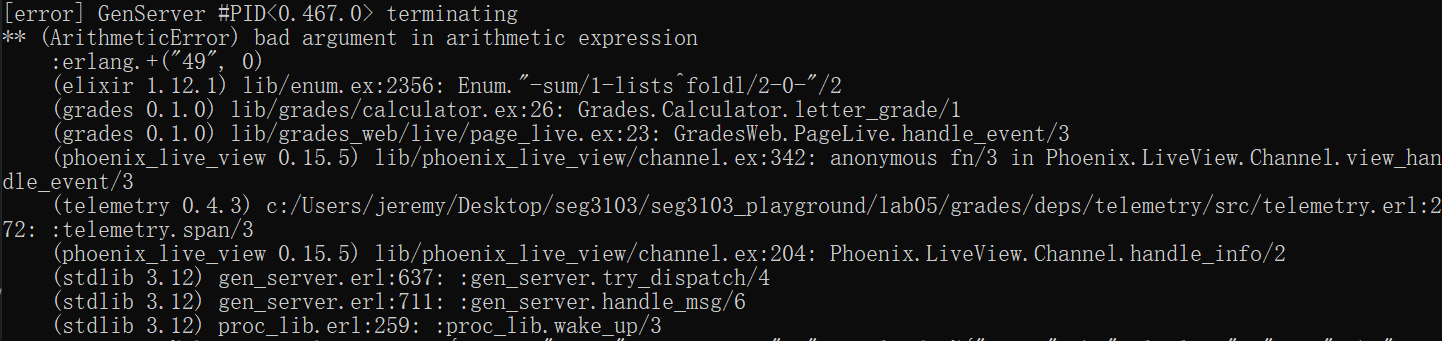 [error] GenServer #PID<0.467.0> terminating
** (ArithmeticError) bad argument in arithmetic expression
    :erlang.+("49", 0)
    (elixir 1.12.1) lib/enum.ex:2356: Enum."-sum/1-lists^foldl/2-0-"/2
    (grades 0.1.0) lib/grades/calculator.ex:26: Grades.Calculator.letter_grade/1
    (grades 0.1.0) lib/grades_web/live/page_live.ex:23: GradesWeb.PageLive.handle_event/3
    (phoenix_live_view 0.15.5) lib/phoenix_live_view/channel.ex:342: anonymous fn/3 in Phoenix.LiveView.Channel.view_han
dle_event/3
    (telemetry 0.4.3) c:/Users/jeremy/Desktop/seg3103/seg3103_playground/lab05/grades/deps/telemetry/src/telemetry.erl:2
72: :telemetry.span/3
    (phoenix_live_view 0.15.5) lib/phoenix_live_view/channel.ex:204: Phoenix.LiveView.Channel.handle_info/2
    (stdlib 3.12) gen_server.erl:637: :gen_server.try_dispatch/4
    (stdlib 3.12) gen_server.erl:711: :gen_server.handle_msg/6
    (stdlib 3.12) proc_lib.erl:259: :proc_lib.wake_up/3